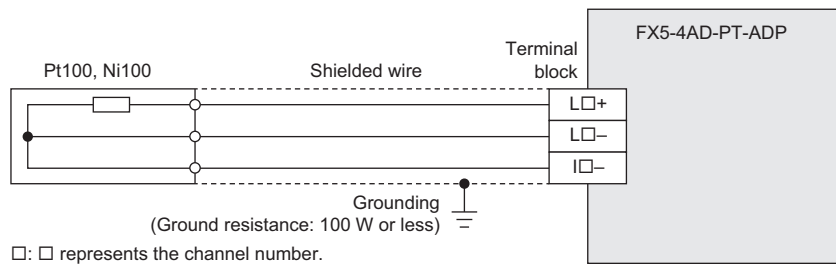 FX5-4AD-PT-ADP
Terminal
block
Pt100, Ni100
Shielded wire
L□+
L□–
I□–
Grounding
(Ground resistance: 100 W or less)
□: □ represents the channel number.